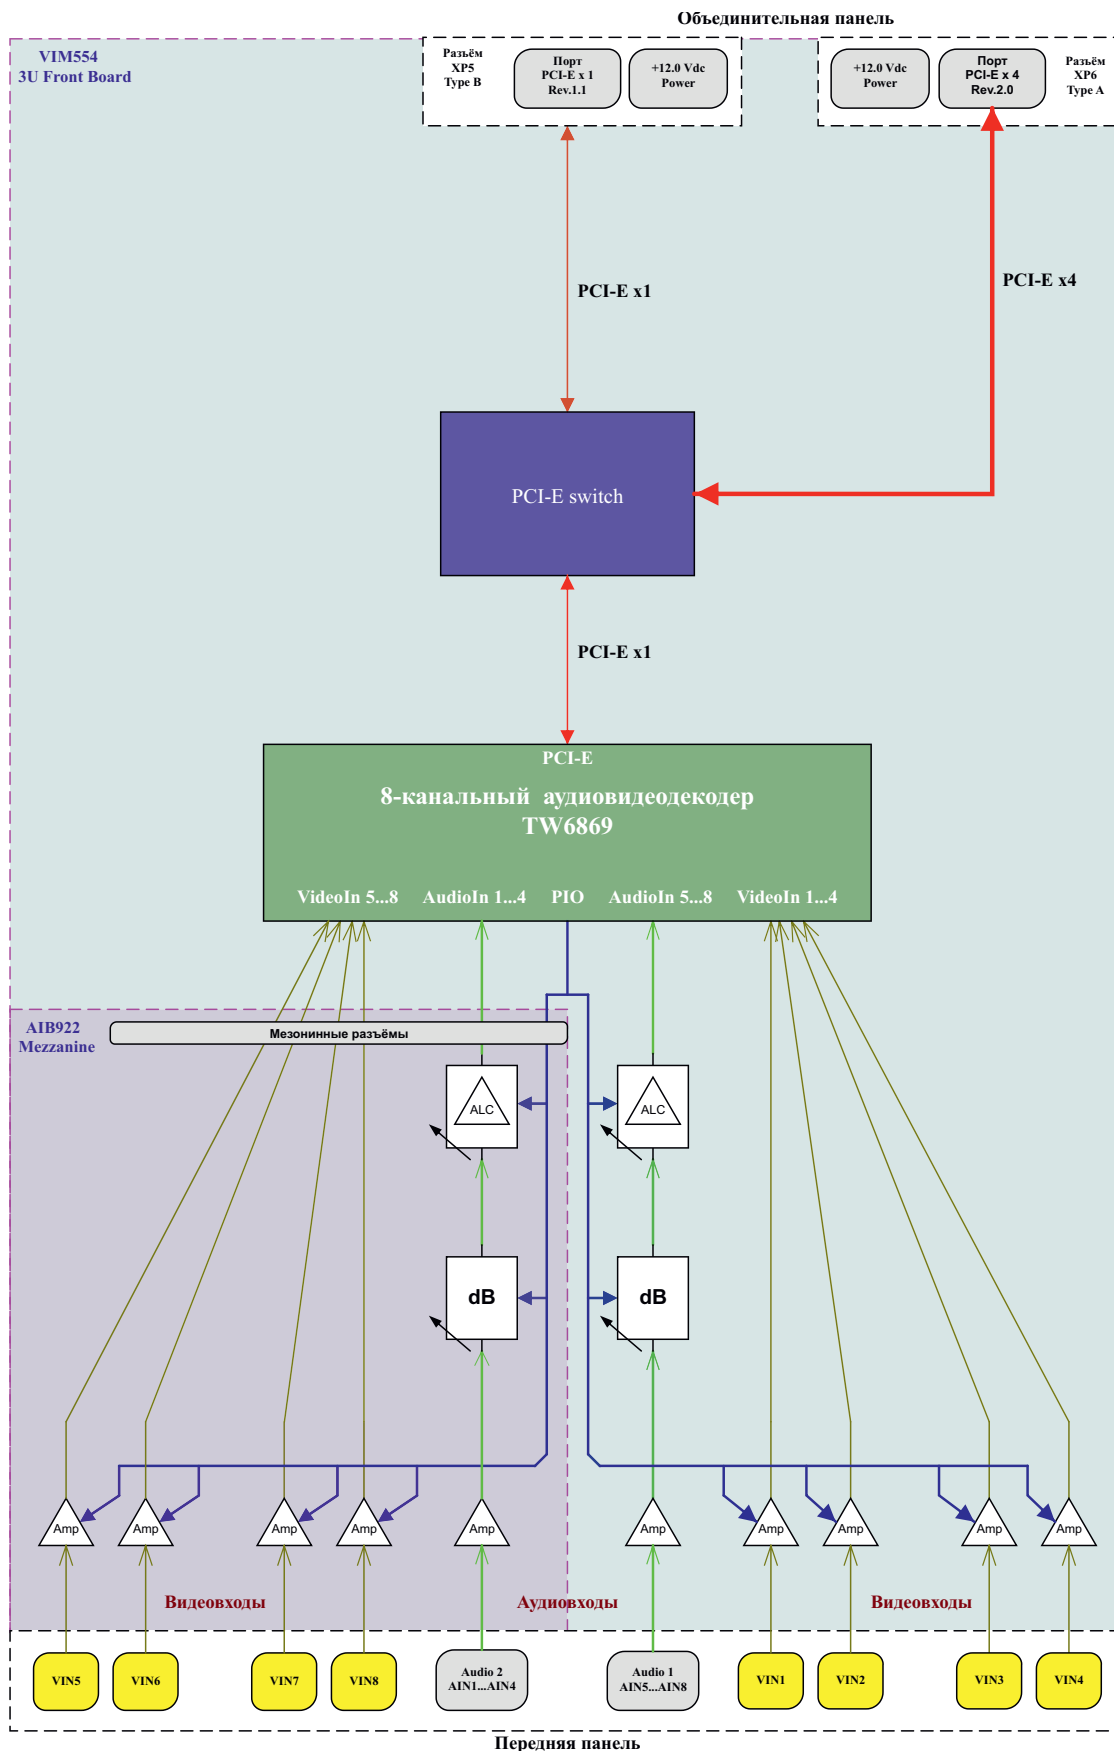 Объединительная панель
VIM554
3U Front Board
Разъём
XP5
Type B
Порт
PCI-E x 1
Rev.1.1
+12.0 Vdc
Power
+12.0 Vdc
Power
Порт
PCI-E x 4
Rev.2.0
Разъём
XP6
Type A
PCI-E x1
PCI-E x4
PCI-E switch
PCI-E x1
PCI-E
8-канальный аудиовидеодекодер
TW6869
VideoIn 5...8
AudioIn 1...4
PIO
AudioIn 5...8
VideoIn 1...4
AIB922
Mezzanine
Мезонинные разъёмы
ALC
ALC
dB
dB
Amp
Amp
Amp
Amp
Amp
Amp
Amp
Amp
Amp
Amp
Видеовходы
Аудиовходы
Видеовходы
VIN5
VIN6
VIN7
VIN8
Audio 2
AIN1...AIN4
Audio 1
AIN5...AIN8
VIN1
VIN2
VIN3
VIN4
Передняя панель